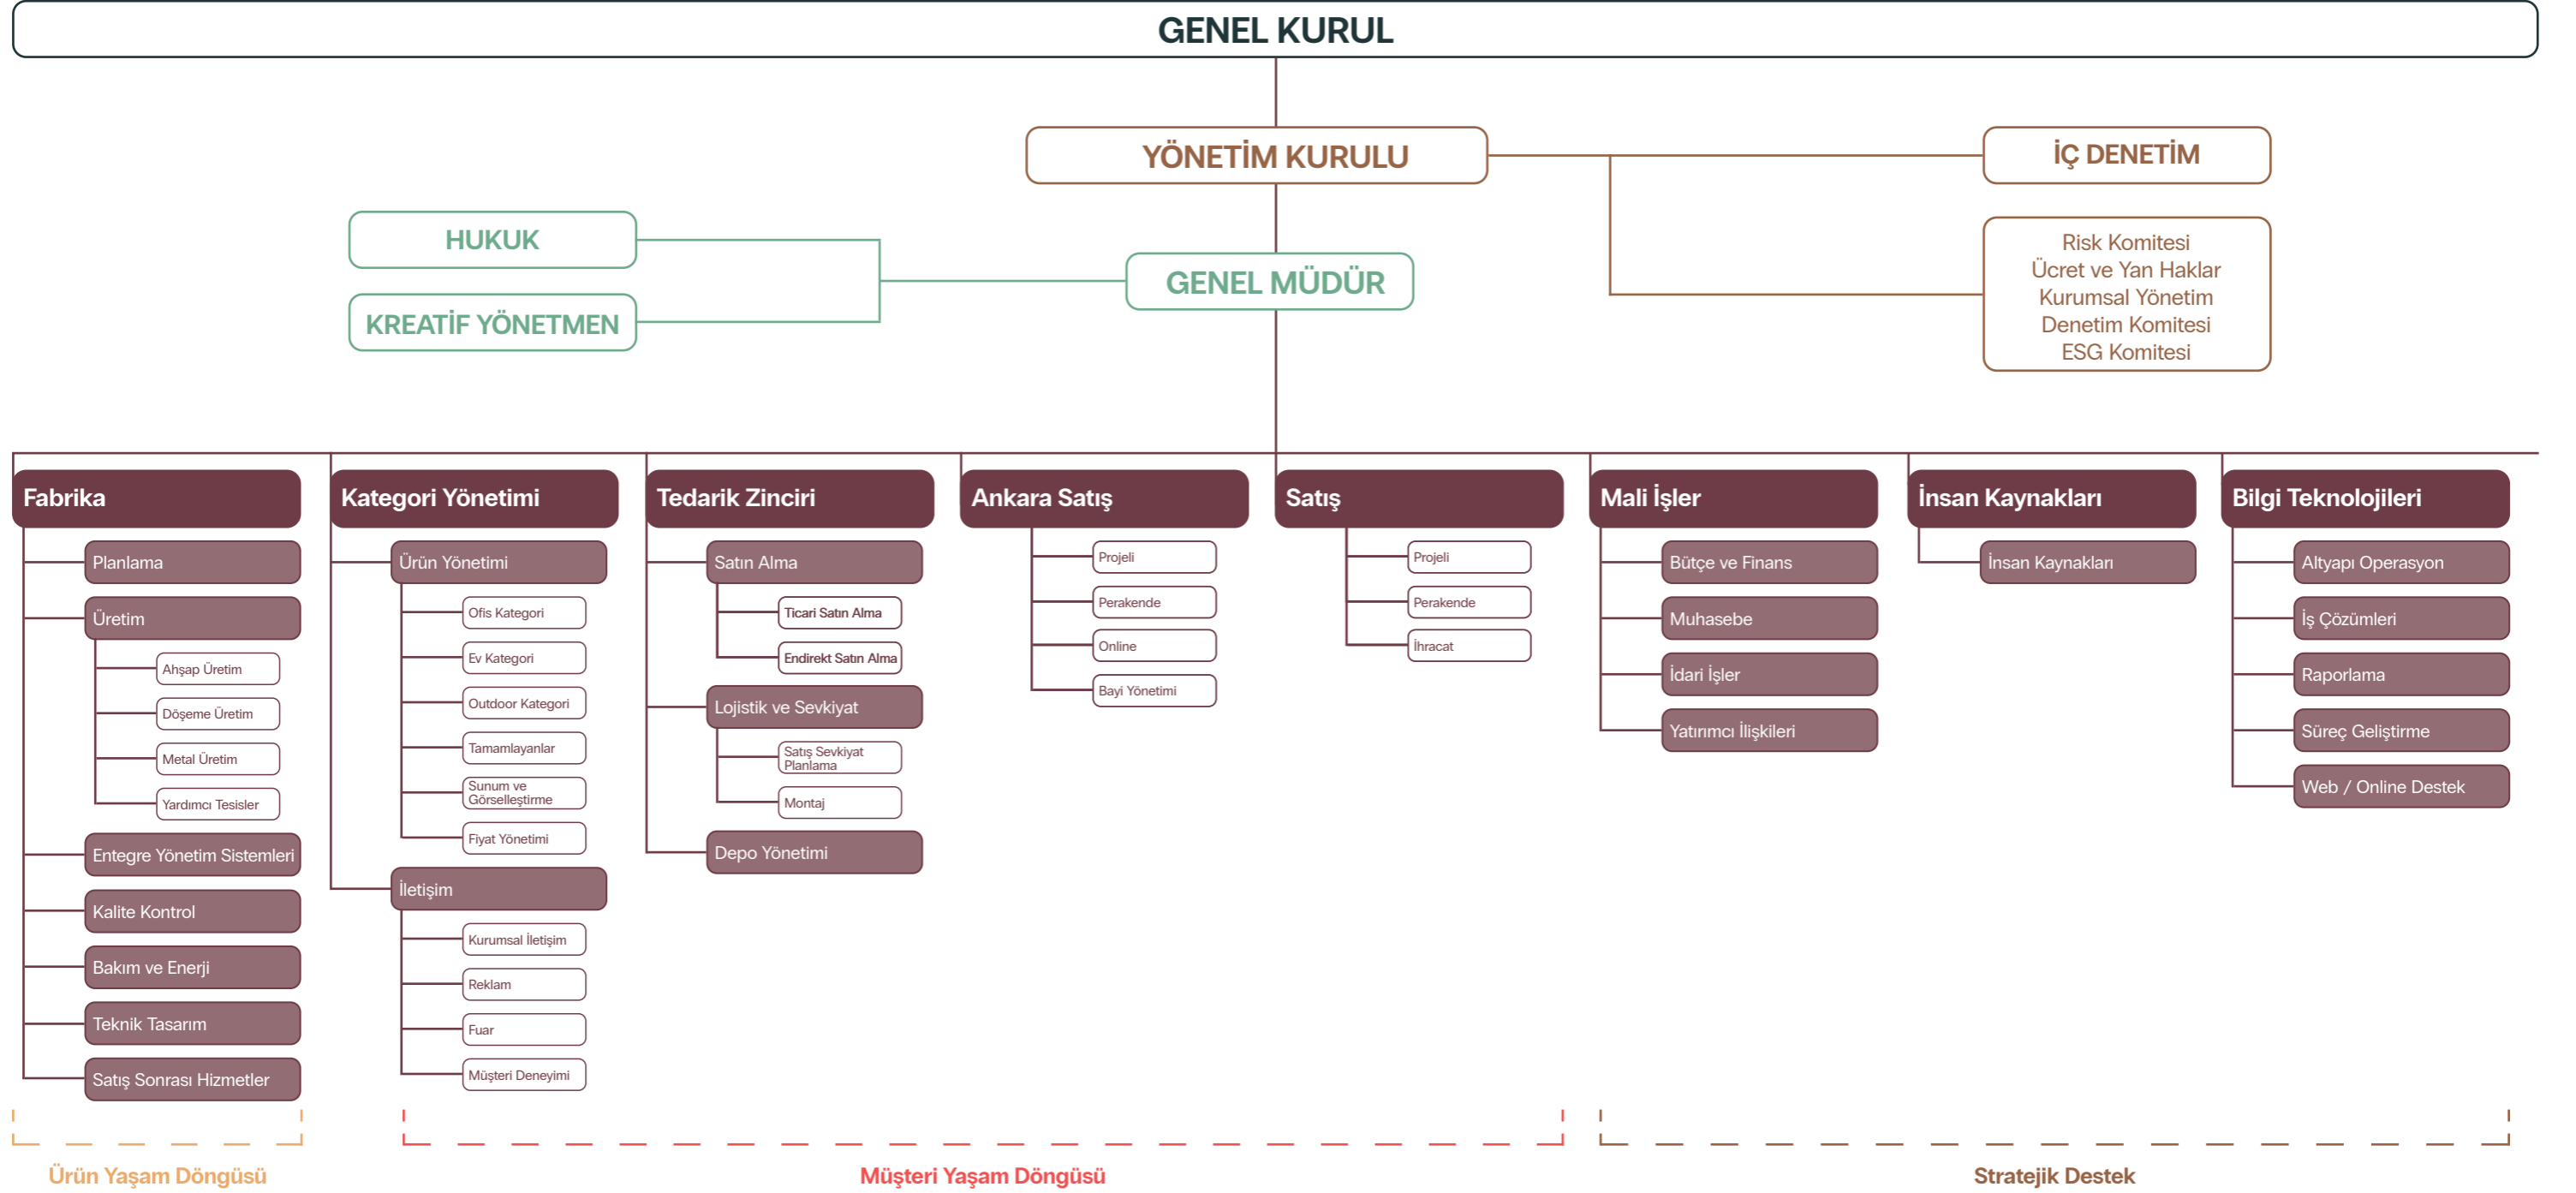 GENEL KURUL
YÖNETİM KURULU
İÇ DENETİM
HUKUK
KREATİF YÖNETMEN
GENEL MÜDÜR
Risk Komitesi
Ücret ve Yan Haklar
Kurumsal Yönetim
Denetim Komitesi
ESG Komitesi
Fabrika
Planlama
Üretim
Ahşap Üretim
Döşeme Üretim
Metal Üretim
Yardımcı Tesisler
Entegre Yönetim Sistemleri
Kalite Kontrol
Bakım ve Enerji
Teknik Tasarım
Satış Sonrası Hizmetler
Kategori Yönetimi
Ürün Yönetimi
Ofis Kategori
Ev Kategori
Outdoor Kategori
Tamamlayanlar
Sunum ve
Görselleştirme
Fiyat Yönetimi
İletişim
Kurumsal İletişim
Reklam
Fuar
Müşteri Deneyimi
Tedarik Zinciri
Satın Alma
Ticari Satın Alma
Endirekt Satın Alma
Lojistik ve Sevkiyat
Satış Sevkiyat
Planlama
Montaj
Depo Yönetimi
Ankara Satış
Projeli
Perakende
Online
Bayi Yönetimi
Satış
Projeli
Perakende
İhracat
Mali İşler
Bütçe ve Finans
Muhasebe
İdari İşler
Yatırımcı İlişkileri
İnsan Kaynakları
İnsan Kaynakları
Bilgi Teknolojileri
Altyapı Operasyon
İş Çözümleri
Raporlama
Süreç Geliştirme
Web / Online Destek
Ürün Yaşam Döngüsü
Müşteri Yaşam Döngüsü
Stratejik Destek